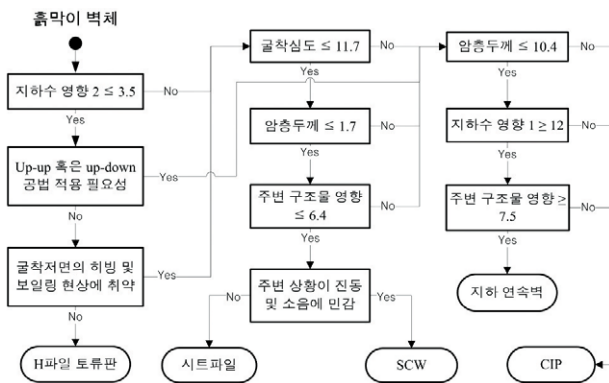 흙막이 벽체
지하수 영향 2 ≤ 3.5
No
Yes
Up-up 혹은 up-down
공법 적용 필요성
Yes
No
굴착저면의 히빙 및
보일링 현상에 취약
Yes
No
H파일 토류판
굴착심도 ≤ 11.7
No
Yes
암층두께 ≤ 1.7
No
Yes
주변 구조물 영향
≤ 6.4
No
Yes
주변 상황이 진동
및 소음에 민감
No
Yes
시트파일
SCW
암층두께 ≤ 10.4
No
Yes
지하수 영향 1 ≥ 12
No
Yes
주변 구조물 영향 ≥
7.5
No
Yes
지하 연속벽
CIP